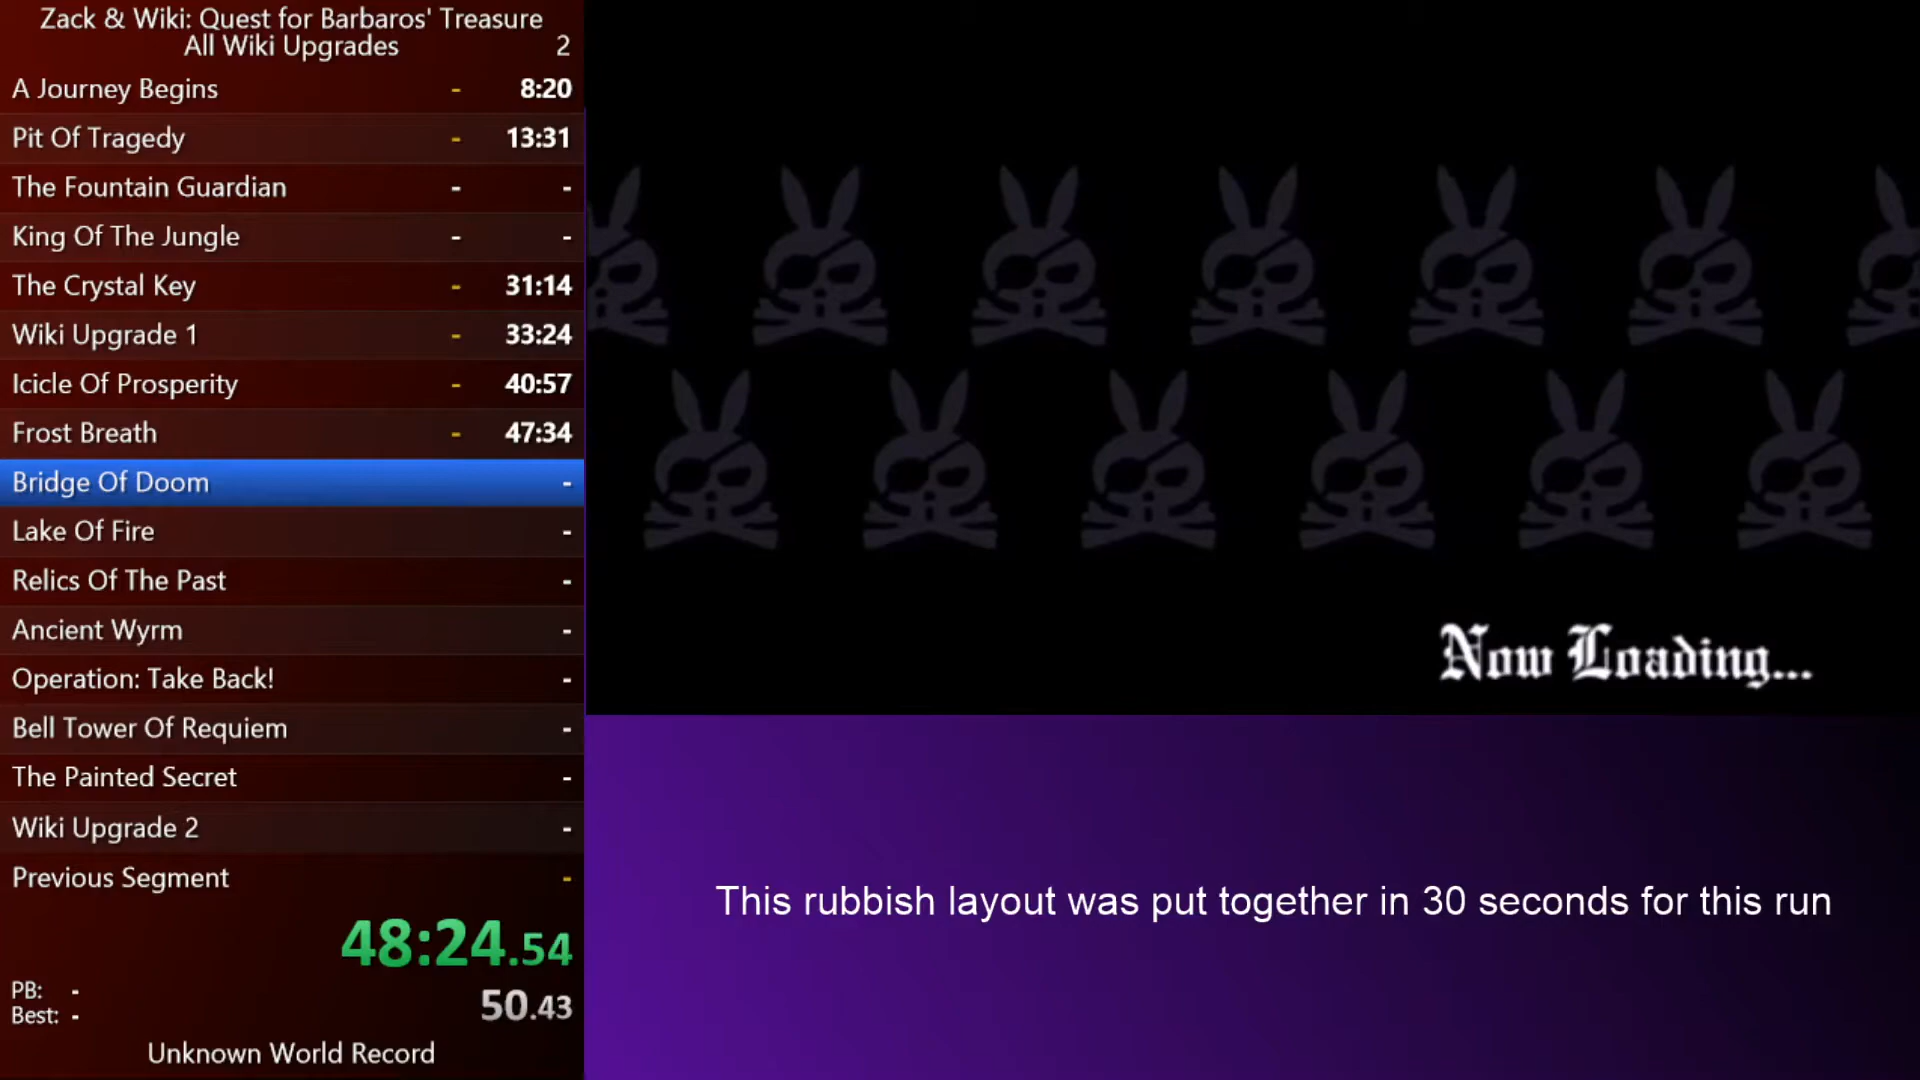 Zack & Wiki: Quest for Barbaros' Treasure
All Wiki Upgrades 2
A Journey Begins - 8:20
Pit Of Tragedy - 13:31
The Fountain Guardian - -
King Of The Jungle - -
The Crystal Key - 31:14
Wiki Upgrade 1 - 33:24
Icicle Of Prosperity - 40:57
Frost Breath - 47:34
Bridge Of Doom -
Lake Of Fire -
Relics Of The Past -
Ancient Wyrm -
Operation: Take Back! -
Bell Tower Of Requiem -
The Painted Secret -
Wiki Upgrade 2 -
Previous Segment -
48:24.54
PB: -
Best: -
50.43
Unknown World Record
Now Loading...
This rubbish layout was put together in 30 seconds for this run